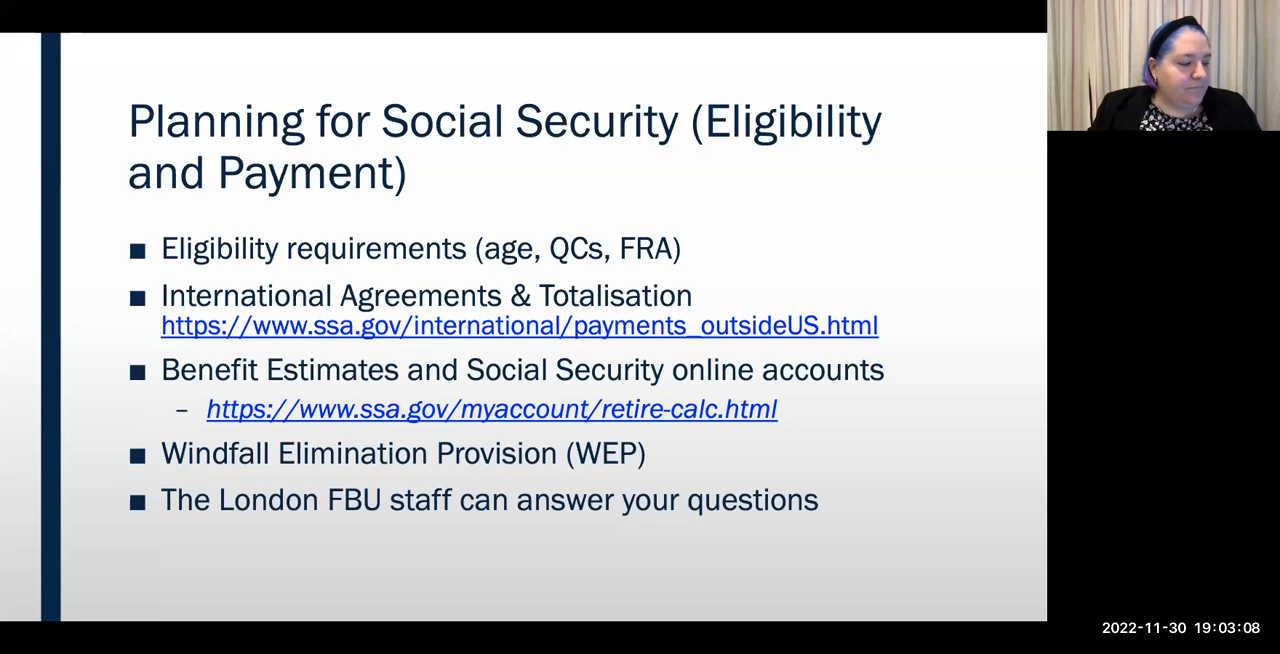 Planning for Social Security (Eligibility
and Payment)
■ Eligibility requirements (age, QCs, FRA)
■ International Agreements & Totalisation
https://www.ssa.gov/international/payments_outsideUS.html
■ Benefit Estimates and Social Security online accounts
– https://www.ssa.gov/myaccount/retire-calc.html
■ Windfall Elimination Provision (WEP)
■ The London FBU staff can answer your questions
2022-11-30 19:03:08